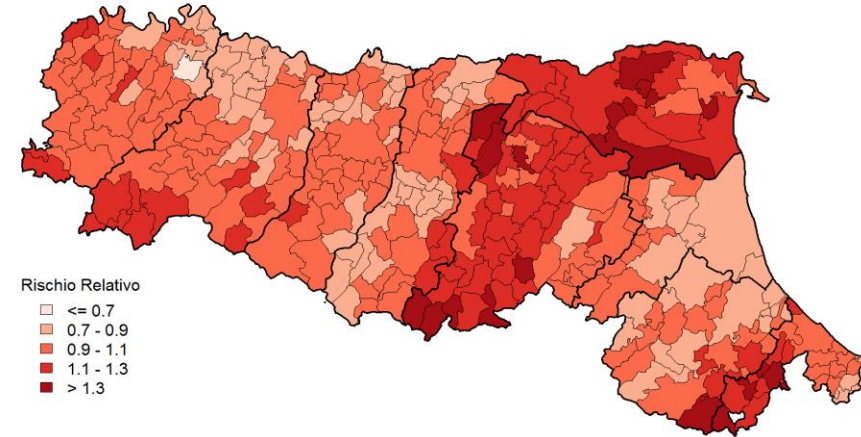 Rischio Relativo
<= 0.7
0.7 - 0.9
0.9 - 1.1
1.1 - 1.3
> 1.3